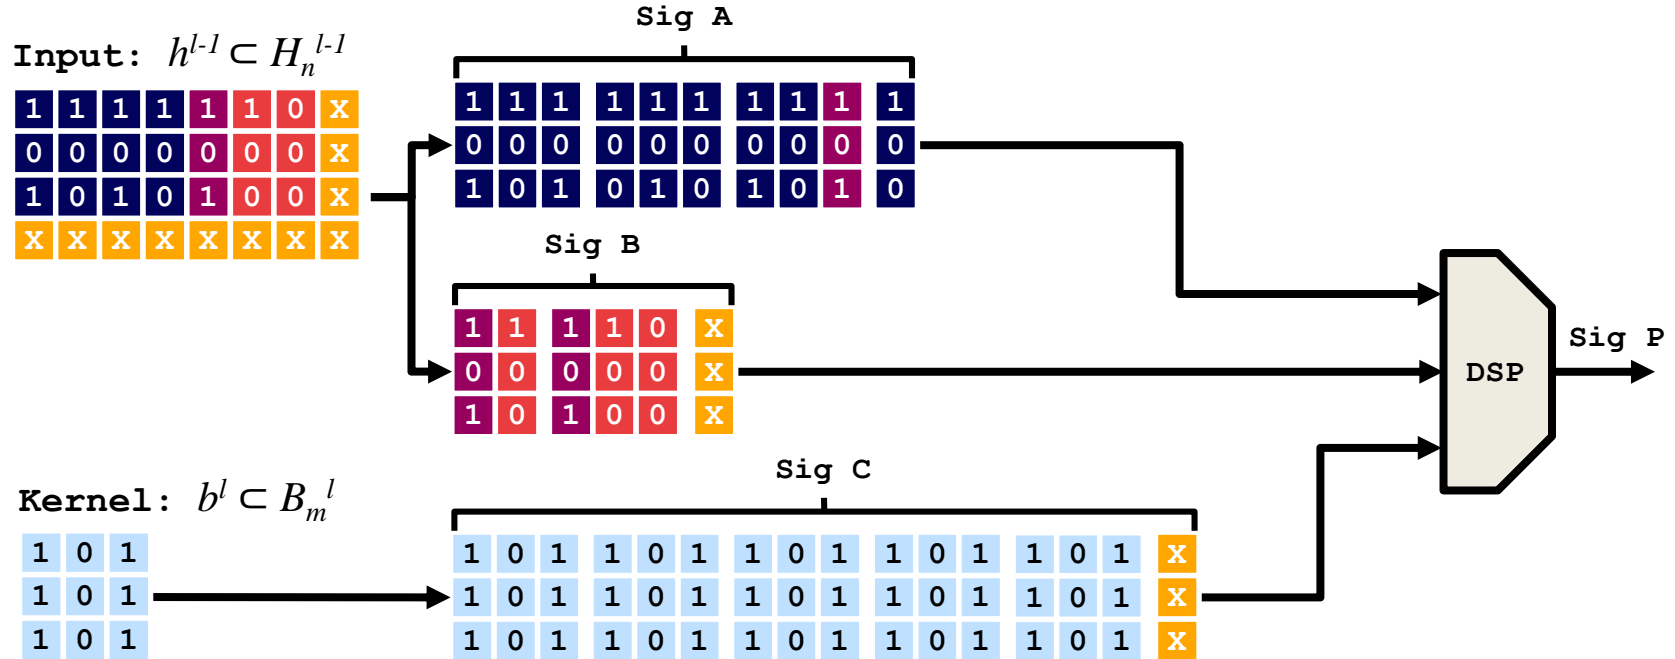 Sig A
Input: h^{l-1} ⊂ H_n^{l-1}
1 1 1 1 1 1 0 X
0 0 0 0 0 0 0 X
1 0 1 0 1 0 0 X
X X X X X X X X
1 1 1 1 1 1 1 1 1 1
0 0 0 0 0 0 0 0 0 0
1 0 1 0 1 0 1 0 1 0
Sig B
1 1 1 1 0 X
0 0 0 0 0 X
1 0 1 0 0 X
Sig P
DSP
Sig C
Kernel: b^l ⊂ B_m^l
1 0 1
1 0 1
1 0 1
1 0 1 1 0 1 1 0 1 1 0 1 1 0 1 X
1 0 1 1 0 1 1 0 1 1 0 1 1 0 1 X
1 0 1 1 0 1 1 0 1 1 0 1 1 0 1 X